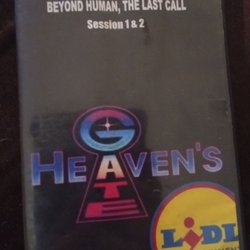 BEYOND HUMAN, THE LAST CALL
Session 1 & 2
HEAVEN'S
GATE
LIDL